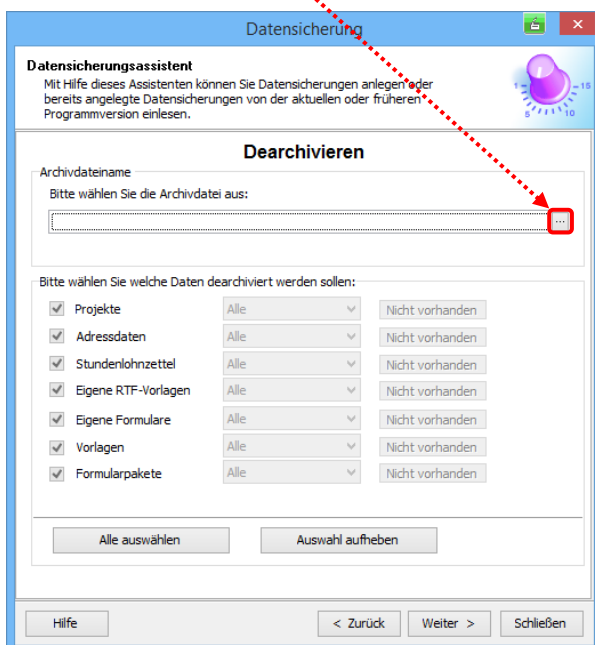 Datensicherung
Datensicherungsassistent
Mit Hilfe dieses Assistenten können Sie Datensicherungen anlegen oder
bereits angelegte Datensicherungen von der aktuellen oder früheren
Programmversion einlesen.
1 15
5 10
Dearchivieren
Archivdateiname
Bitte wählen Sie die Archivdatei aus:
...
Bitte wählen Sie welche Daten dearchiviert werden sollen:
Projekte Alle Nicht vorhanden
Adressdaten Alle Nicht vorhanden
Stundenlohnzettel Alle Nicht vorhanden
Eigene RTF-Vorlagen Alle Nicht vorhanden
Eigene Formulare Alle Nicht vorhanden
Vorlagen Alle Nicht vorhanden
Formularpakete Alle Nicht vorhanden
Alle auswählen Auswahl aufheben
Hilfe < Zurück Weiter > Schließen